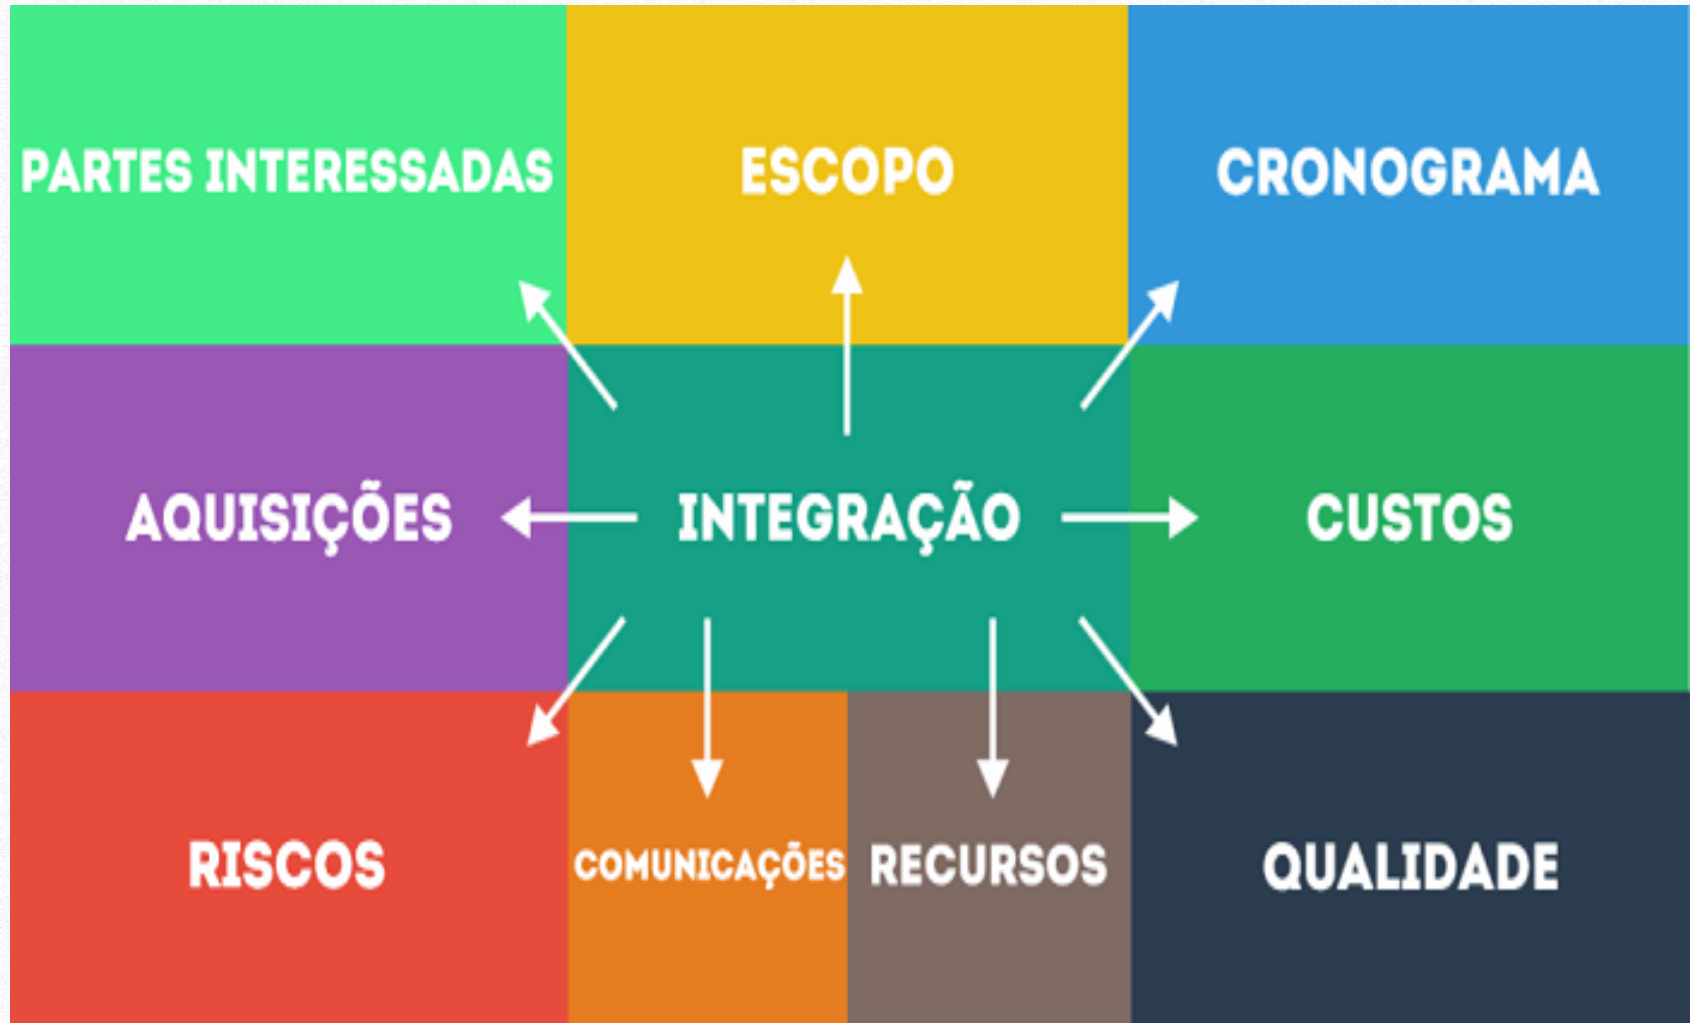 PARTES INTERESSADAS
ESCOPO
CRONOGRAMA
AQUISIÇÕES
INTEGRAÇÃO
CUSTOS
RISCOS
COMUNICAÇÕES
RECURSOS
QUALIDADE